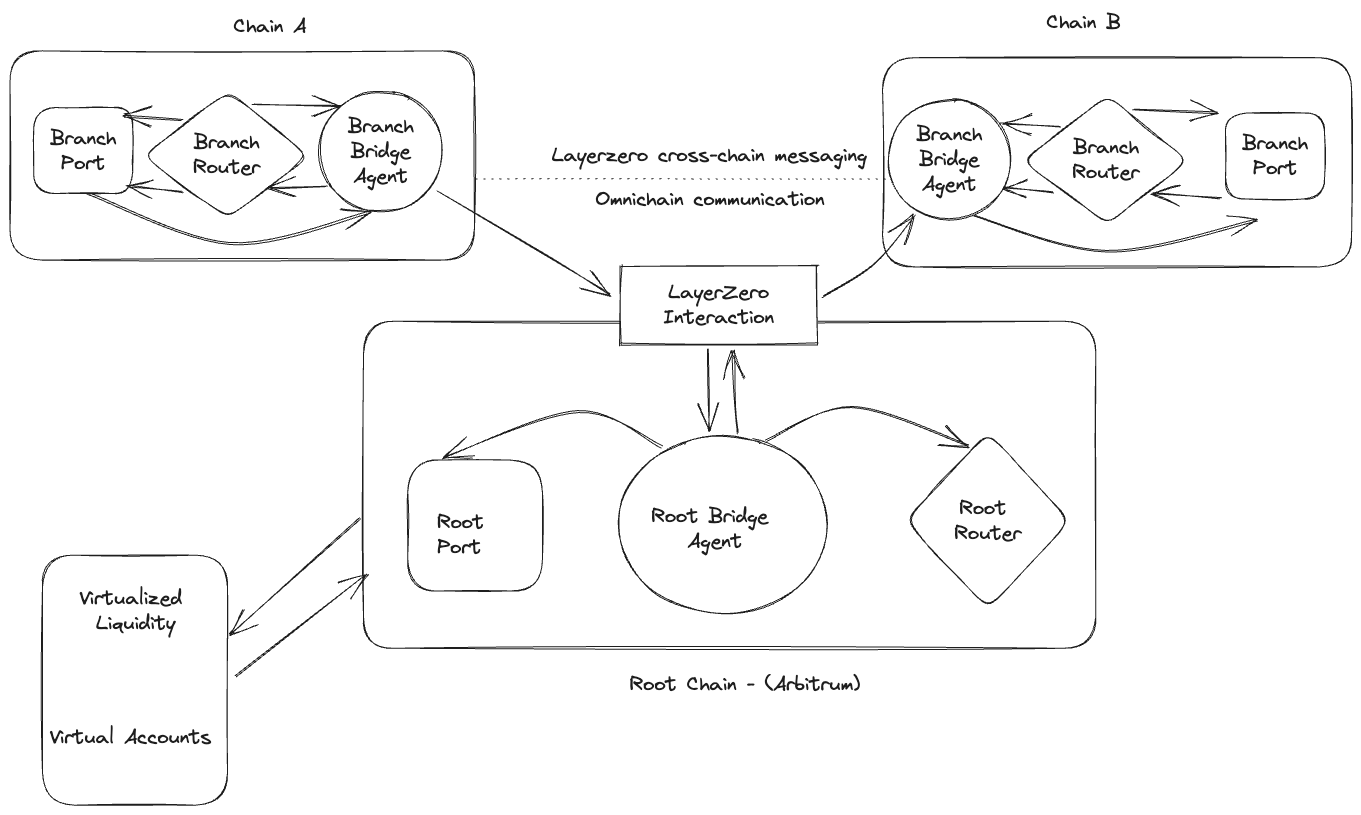 Chain A
Chain B
Branch
Port
Branch
Router
Branch
Bridge
Agent
Layerzero cross-chain messaging
Omnichain communication
Branch
Bridge
Agent
Branch
Router
Branch
Port
LayerZero
Interaction
Root
Port
Root Bridge
Agent
Root
Router
Virtualized
Liquidity
Virtual Accounts
Root Chain - (Arbitrum)